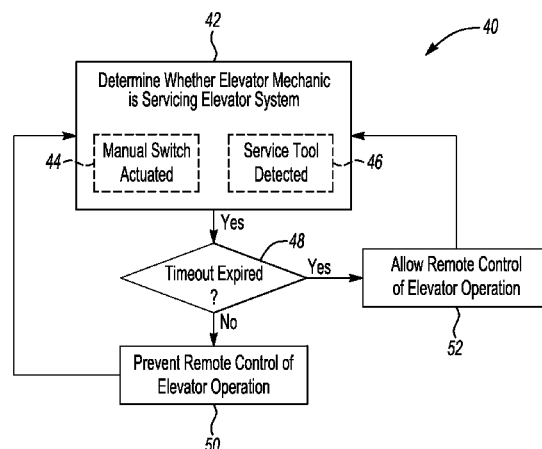 42
40
Determine Whether Elevator Mechanic
is Servicing Elevator System
44
Manual Switch
Actuated
Service Tool
Detected
46
Yes
48
Timeout Expired
?
Yes
Allow Remote Control
of Elevator Operation
52
No
Prevent Remote Control of
Elevator Operation
50